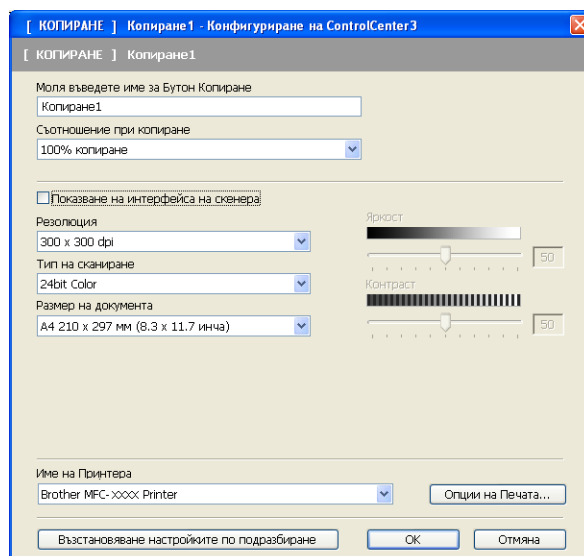 [ КОПИРАНЕ ] Копиране1 - Конфигуриране на ControlCenter3
[ КОПИРАНЕ ] Копиране1
Моля въведете име за Бутон Копиране
Копиране1
Съотношение при копиране
100% копиране
Показване на интерфейса на скенера
Резолюция
300 x 300 dpi
Тип на сканиране
24bit Color
Размер на документа
A4 210 x 297 мм (8.3 x 11.7 инча)
Яркост
50
Контраст
50
Име на Принтера
Brother MFC-XXXX Printer
Опции на Печата...
Възстановяване настройките по подразбиране
OK
Отмяна